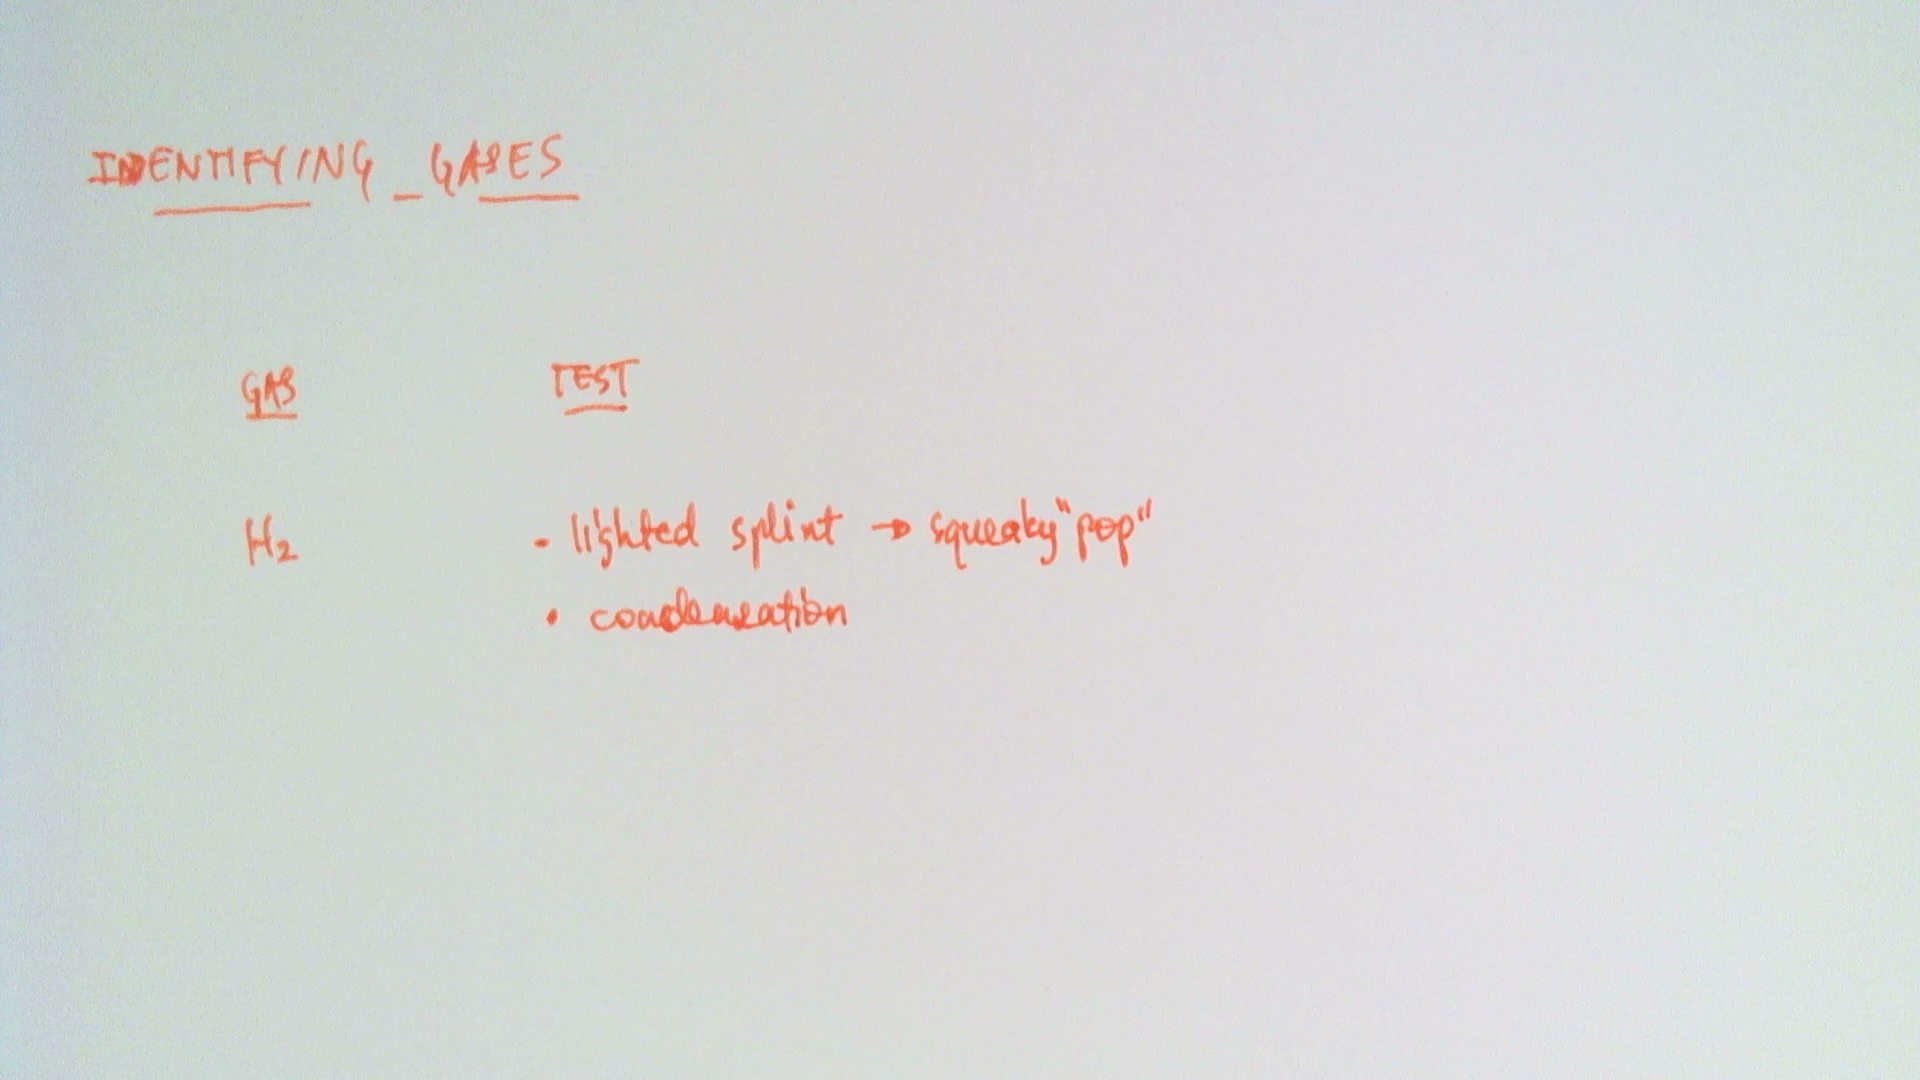 IDENTIFYING GASES
GAS TEST
H₂ • lighted splint → squeaky "pop"
• condensation